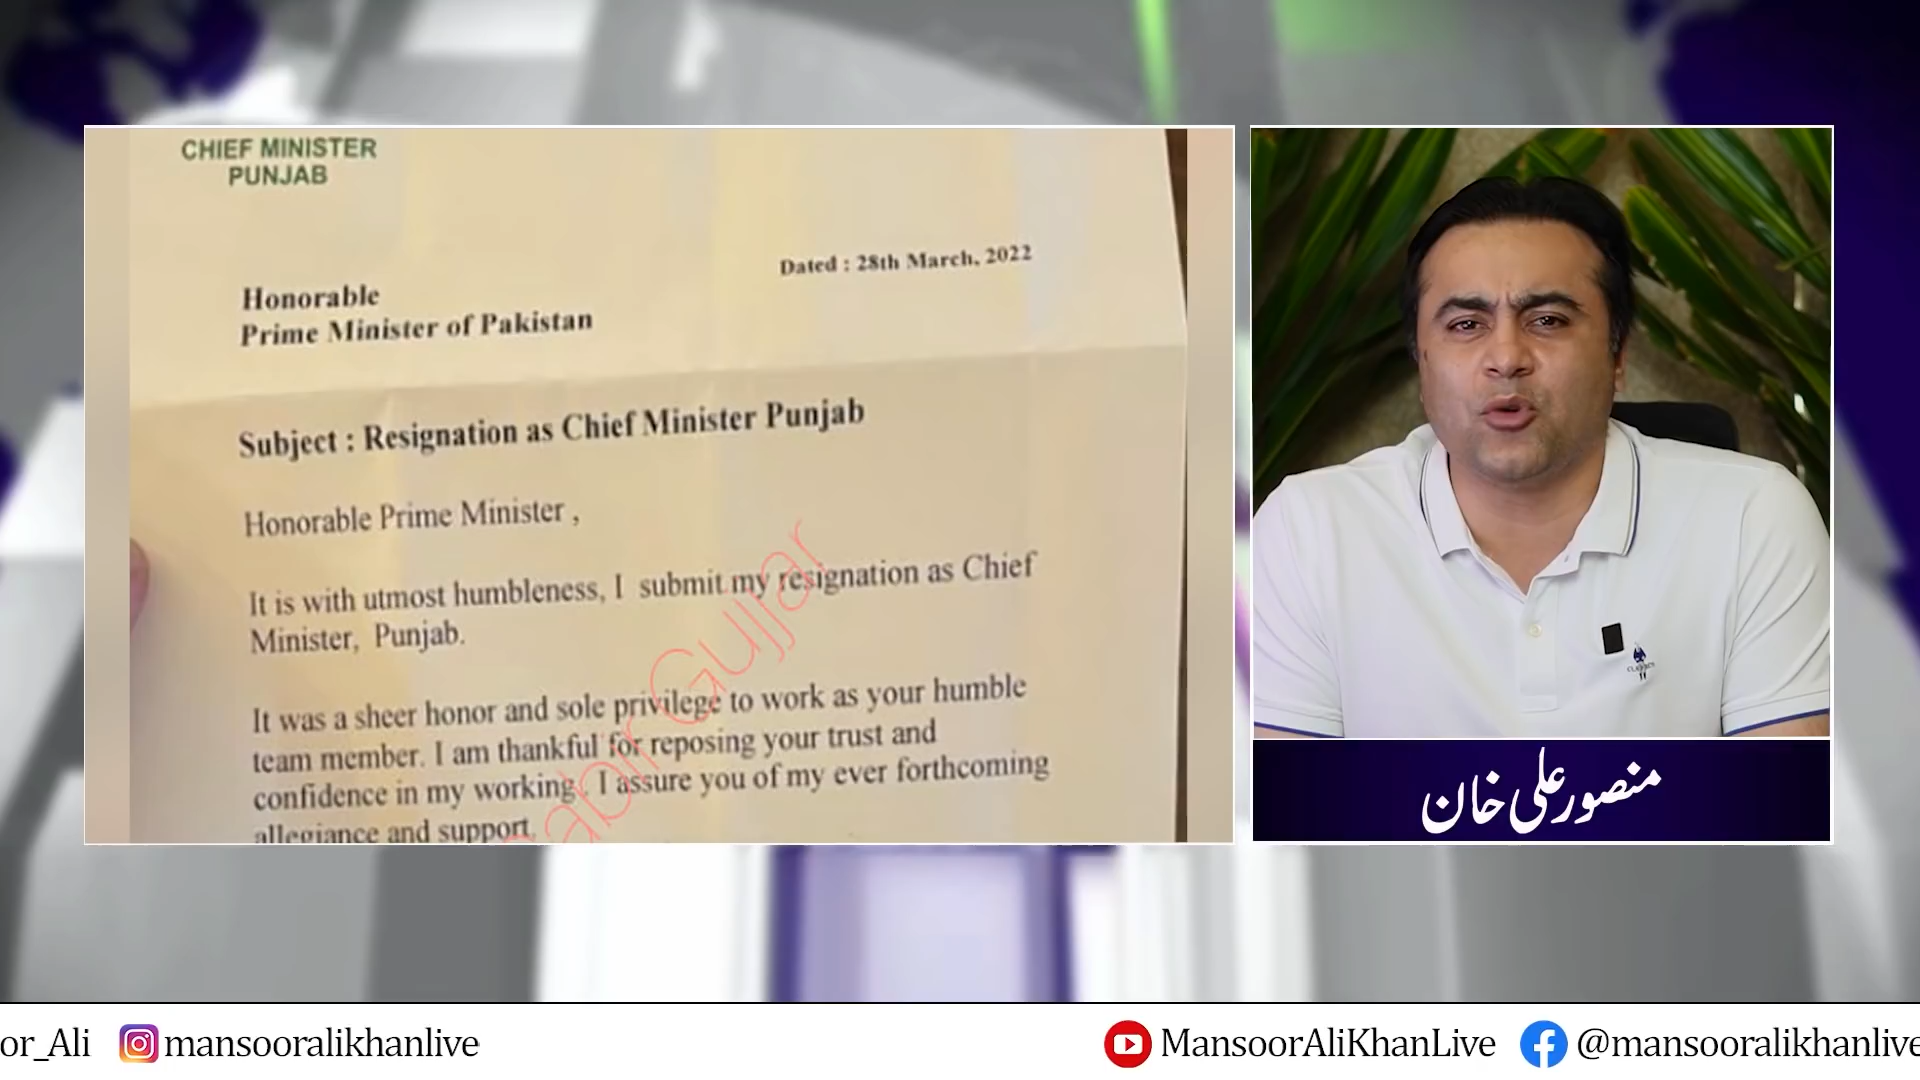 CHIEF MINISTER
PUNJAB
Dated : 28th March, 2022
Honorable
Prime Minister of Pakistan
Subject : Resignation as Chief Minister Punjab
Honorable Prime Minister ,
It is with utmost humbleness, I submit my resignation as Chief
Minister, Punjab.
It was a sheer honor and sole privilege to work as your humble
team member. I am thankful for reposing your trust and
confidence in my working . I assure you of my ever forthcoming
allegiance and support.
Gujjar
منصور علی خان
or_Ali
mansooralikhanlive
MansoorAliKhanLive
@mansooralikhanlive